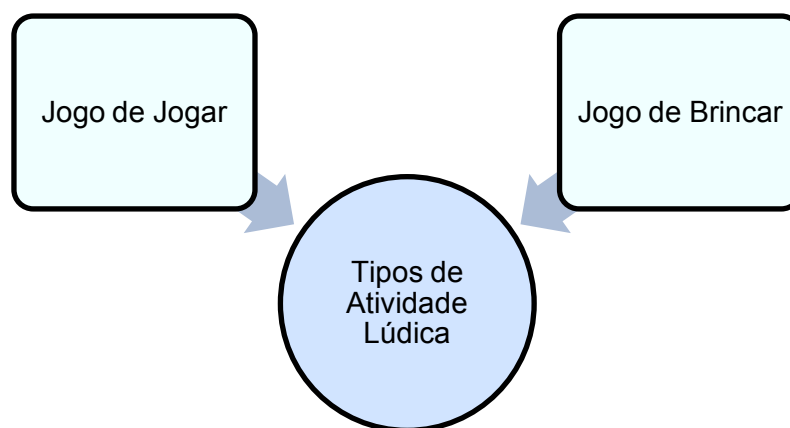 Jogo de Jogar
Jogo de Brincar
Tipos de
Atividade
Lúdica